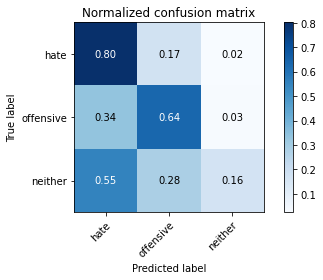 Normalized confusion matrix
True label
hate 0.80 0.17 0.02
offensive 0.34 0.64 0.03
neither 0.55 0.28 0.16
hate offensive neither
Predicted label
0.8
0.7
0.6
0.5
0.4
0.3
0.2
0.1